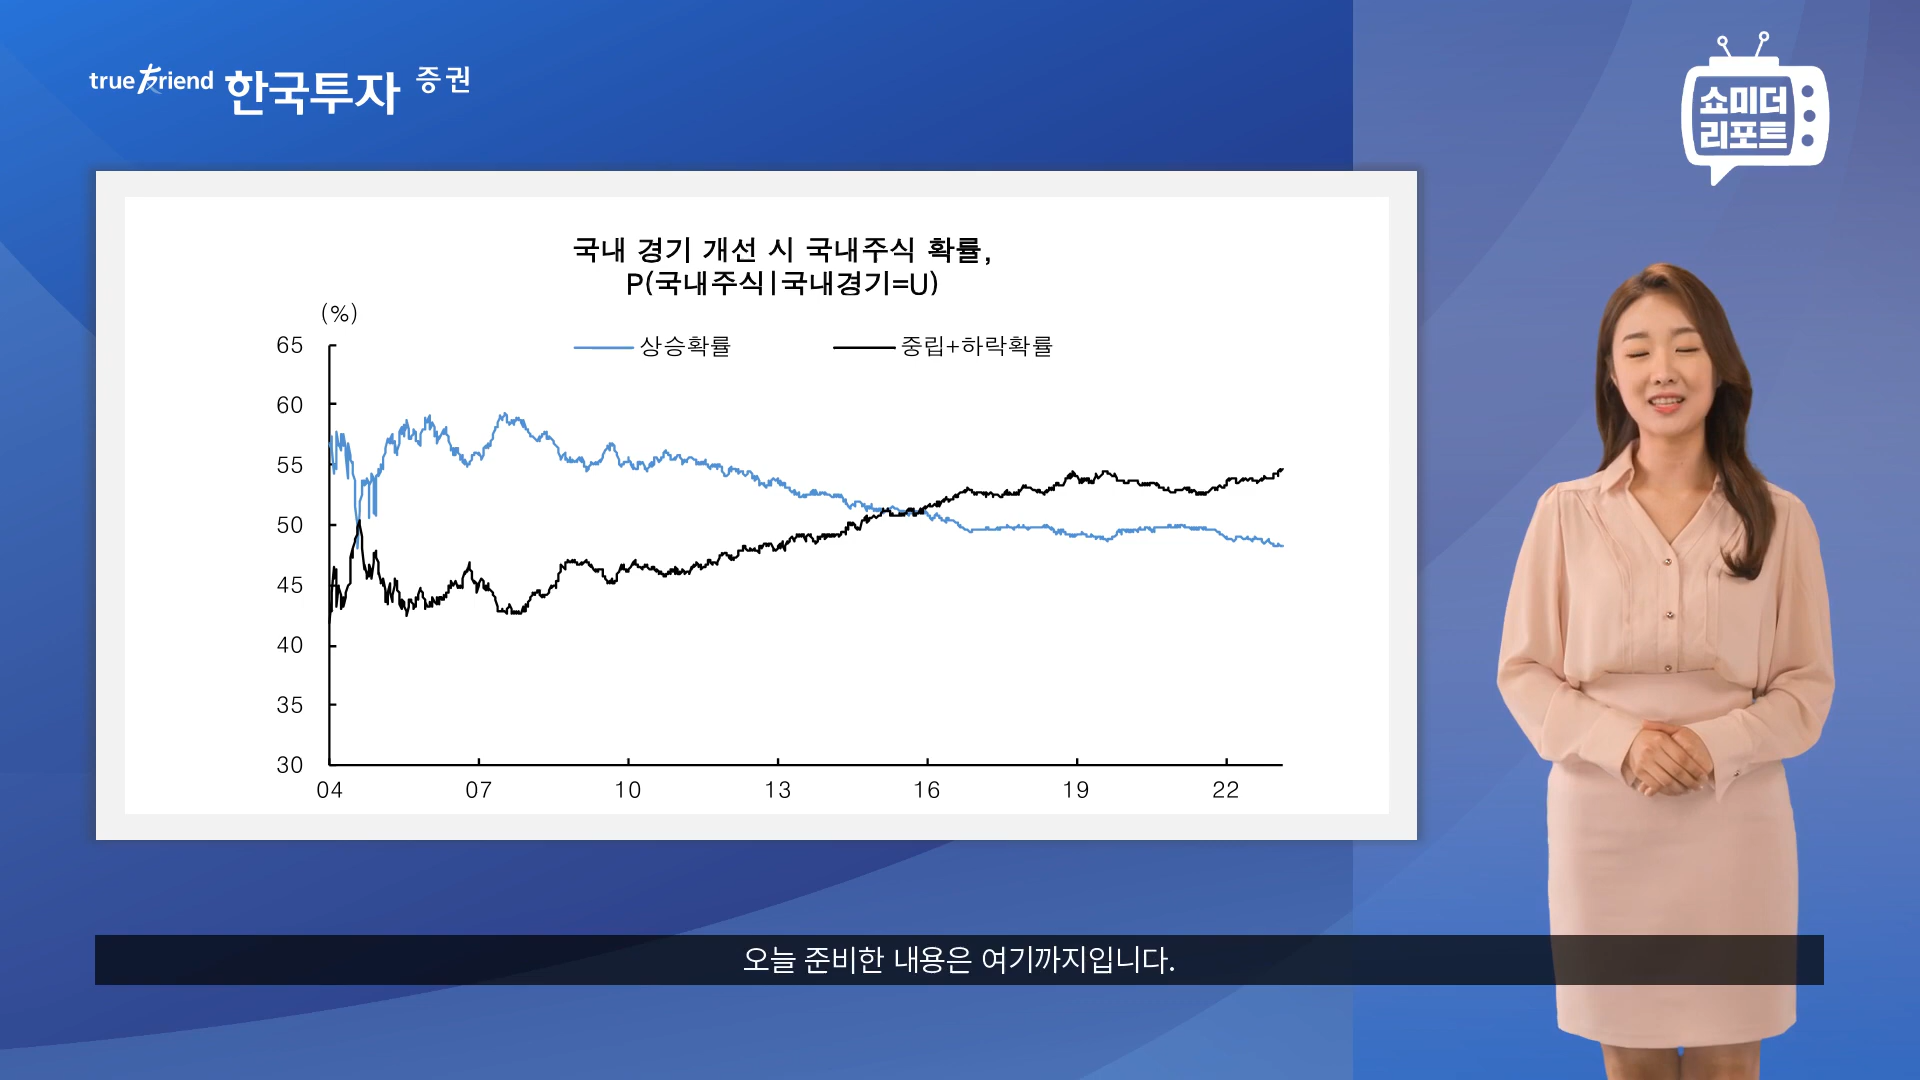 true friend 한국투자 증권
쇼미더
리포트
국내 경기 개선 시 국내주식 확률,
P(국내주식|국내경기=U)
(%)
상승확률 중립+하락확률
65
60
55
50
45
40
35
30
04 07 10 13 16 19 22
오늘 준비한 내용은 여기까지입니다.